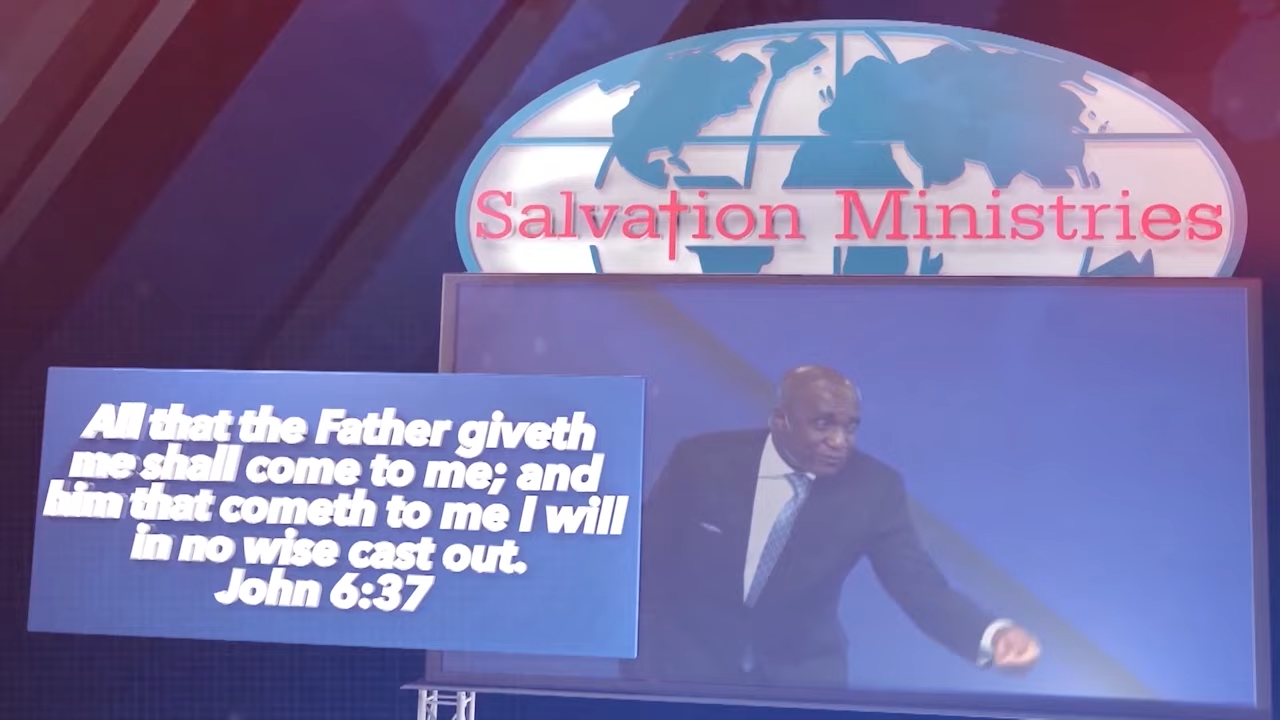 Salvation Ministries
All that the Father giveth
me shall come to me; and
him that cometh to me I will
in no wise cast out.
John 6:37